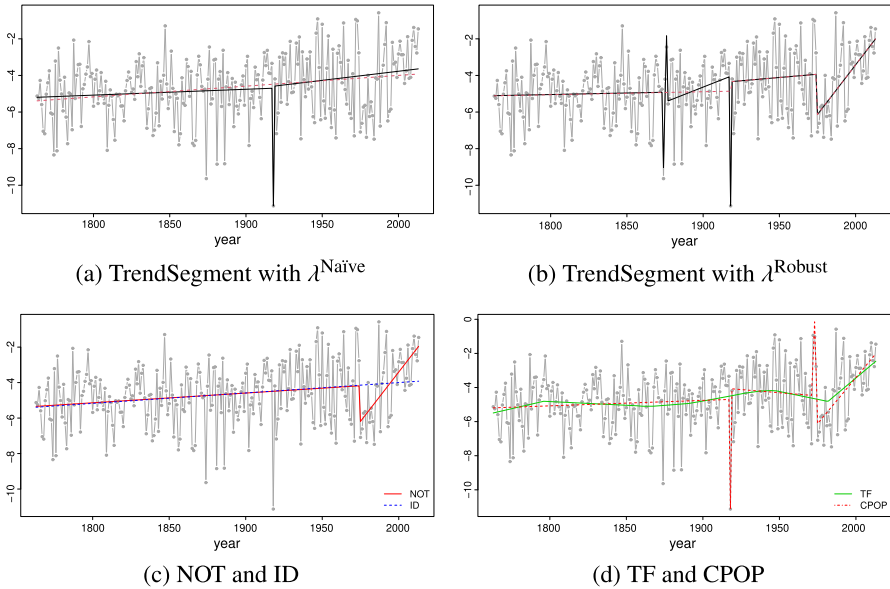 -2
-4
-6
-8
-10
1800 1850 1900 1950 2000
year
(a) TrendSegment with λ^Naïve
-2
-4
-6
-8
-10
1800 1850 1900 1950 2000
year
(b) TrendSegment with λ^Robust
-2
-4
-6
-8
-10
NOT
ID
1800 1850 1900 1950 2000
year
(c) NOT and ID
0
-2
-4
-6
-8
-10
TF
CPOP
1800 1850 1900 1950 2000
year
(d) TF and CPOP